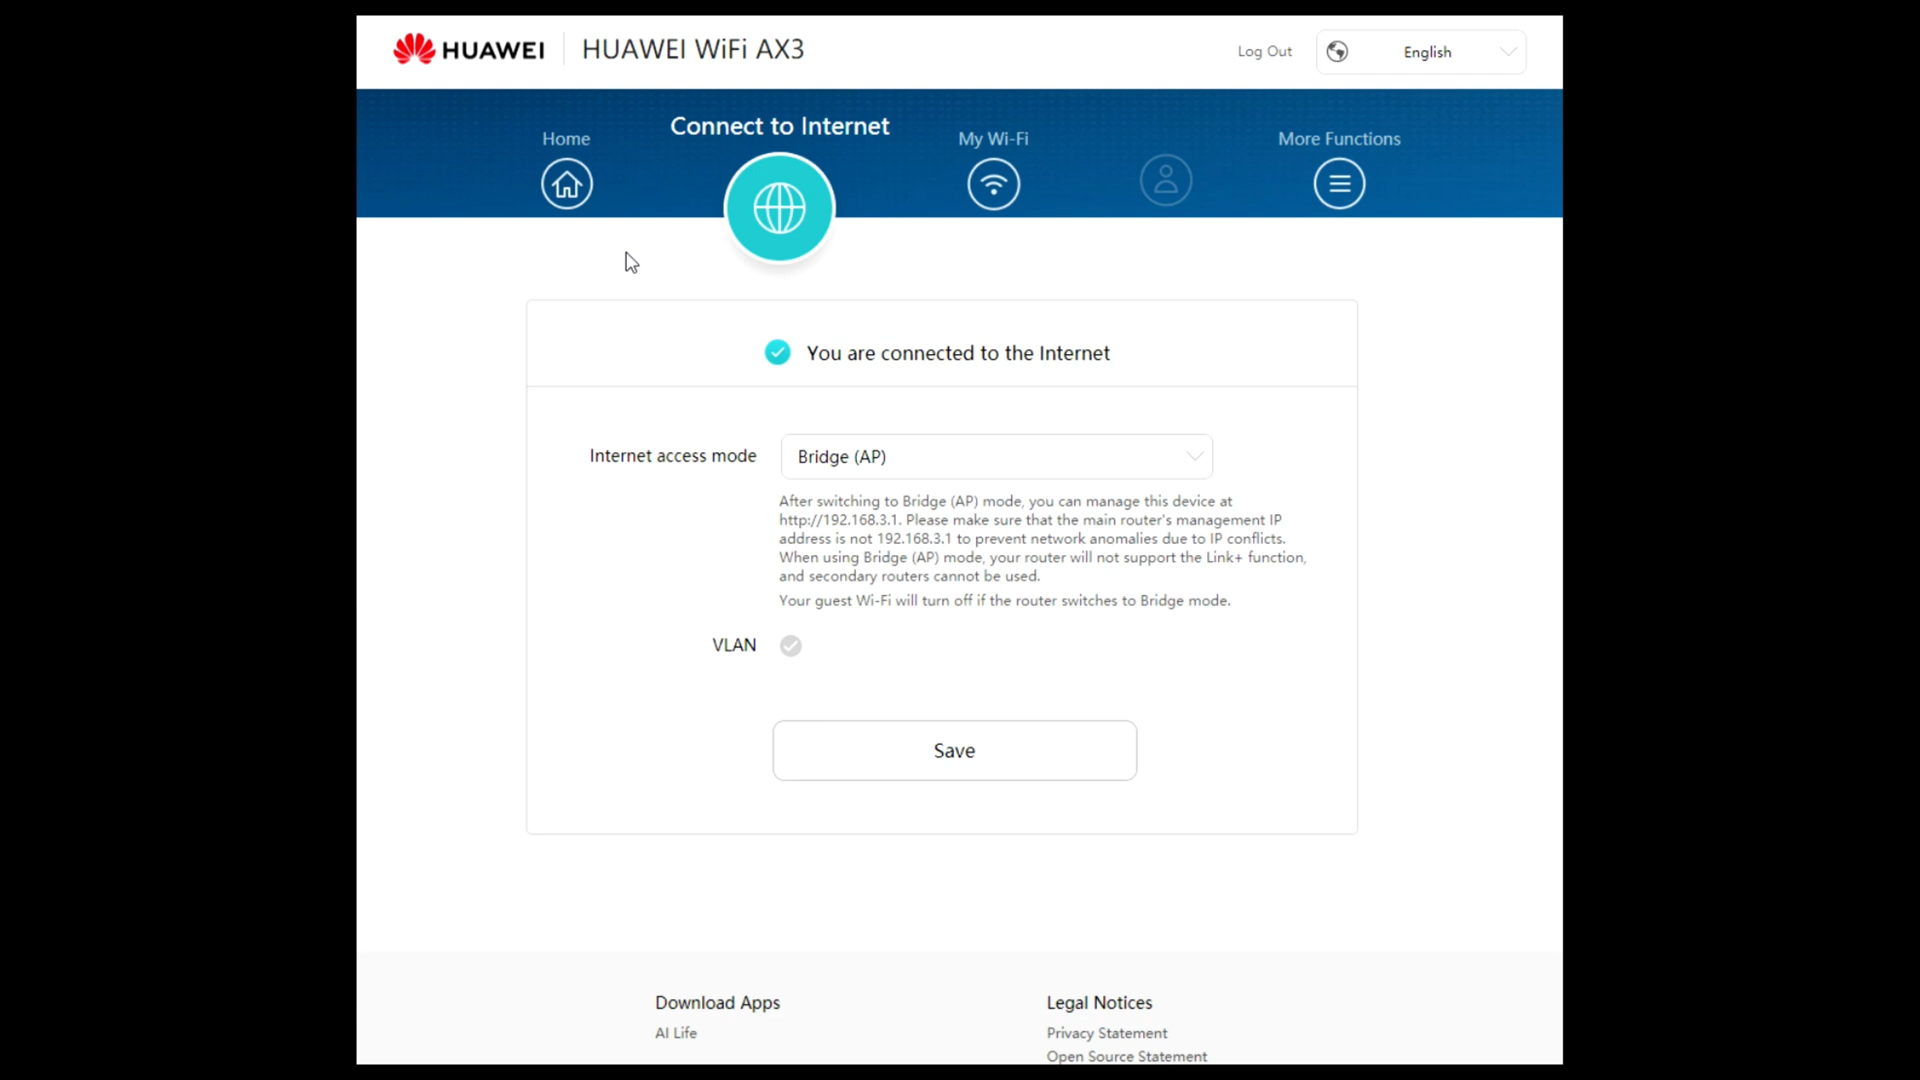 HUAWEI
HUAWEI WiFi AX3
Log Out
English
Home
Connect to Internet
My Wi-Fi
More Functions
You are connected to the Internet
Internet access mode
Bridge (AP)
After switching to Bridge (AP) mode, you can manage this device at
http://192.168.3.1. Please make sure that the main router's management IP
address is not 192.168.3.1 to prevent network anomalies due to IP conflicts.
When using Bridge (AP) mode, your router will not support the Link+ function,
and secondary routers cannot be used.
Your guest Wi-Fi will turn off if the router switches to Bridge mode.
VLAN
Save
Download Apps
AI Life
Legal Notices
Privacy Statement
Open Source Statement